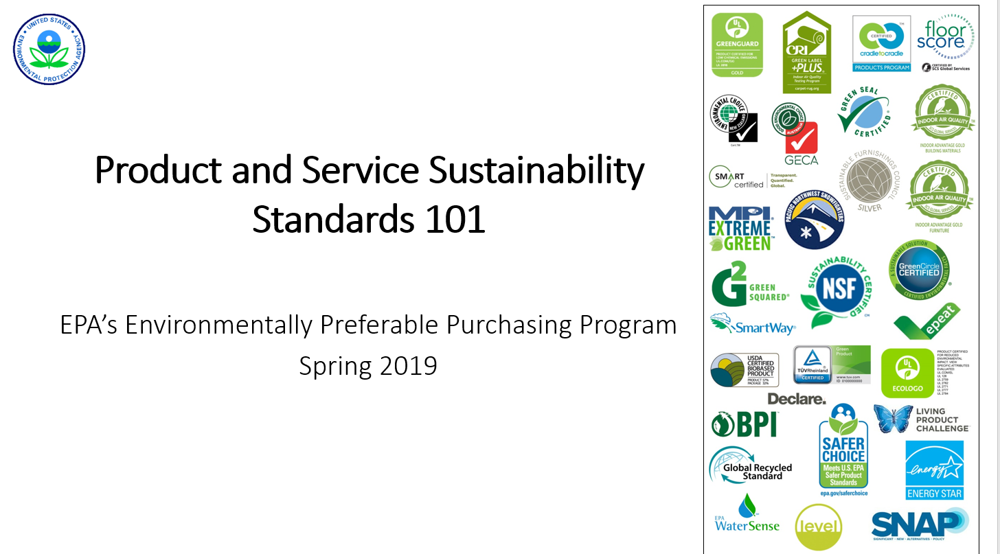 UNITED STATES
ENVIRONMENTAL PROTECTION AGENCY
Product and Service Sustainability
Standards 101
EPA’s Environmentally Preferable Purchasing Program
Spring 2019
UL
GREENGUARD
PRODUCT CERTIFIED FOR
LOW CHEMICAL EMISSIONS
UL.COM/GG
UL 2818
GOLD
CRI
GREEN LABEL
+PLUS®
Indoor Air Quality
Testing Program
carpet-rug.org
CERTIFIED
cradletocradle
PRODUCTS PROGRAM
TM
floor
score®
CERTIFIED BY
SCS Global Services
ENVIRONMENTAL CHOICE
NEW ZEALAND
GOOD ENVIRONMENTAL CHOICE
AUSTRALIA
GECA
GREEN SEAL
CERTIFIED
CERTIFIED
INDOOR AIR QUALITY
SCS GLOBAL SERVICES
INDOOR ADVANTAGE GOLD
BUILDING MATERIALS
SMART
certified
Transparent.
Quantified.
Global.
SUSTAINABLE FURNISHINGS COUNCIL
SILVER
CERTIFIED
INDOOR AIR QUALITY
SCS GLOBAL SERVICES
INDOOR ADVANTAGE GOLD
FURNITURE
MPI®
EXTREME
GREEN™
PACIFIC NORTHWEST SNOWFIGHTERS
G2
GREEN
SQUARED®
SUSTAINABILITY CERTIFIED
NSF
A SUSTAINABLE SOLUTION
GreenCircle
CERTIFIED
CERTIFIED ENVIRONMENTAL FACTS
SmartWay®
epeat
USDA
CERTIFIED
BIOBASED
PRODUCT
PRODUCT 57%
PACKAGE 32%
TÜVRheinland®
CERTIFIED
Green
Product
www.tuv.com
ID 0100000000
UL
ECOLOGO
PRODUCT CERTIFIED
FOR REDUCED
ENVIRONMENTAL
IMPACT. VIEW
SPECIFIC ATTRIBUTES
EVALUATED:
UL.COM/EL
UL 126
UL 2759
UL 2762
UL 2771
UL 2777
UL 2784
Declare.
BPI
SAFER
CHOICE
Meets U.S. EPA
Safer Product
Standards
epa.gov/saferchoice
LIVING
PRODUCT
CHALLENGE
Global Recycled
Standard
energy
ENERGY STAR
EPA
WaterSense
level
SNAP
SIGNIFICANT • NEW • ALTERNATIVES • POLICY